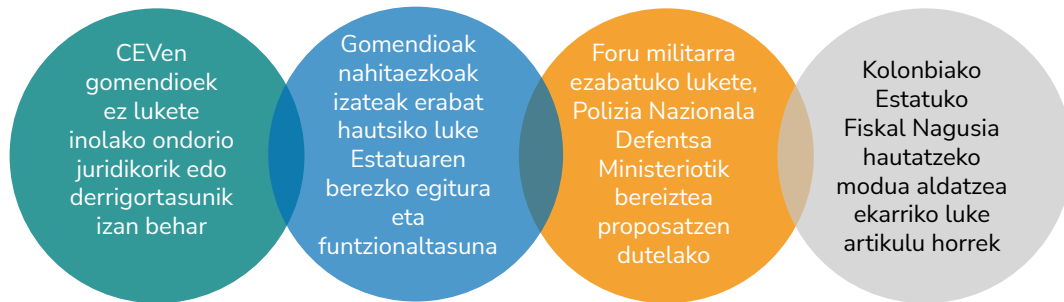 CEVen
gomendioek
ez lukete
inolako ondorio
juridikorik edo
derrigortasunik
izan behar
Gomendioak
nahitaezkoak
izateak erabat
hautsiko luke
Estatuaren
berezko egitura
eta
funtzionaltasuna
Foru militarra
ezabatuko lukete,
Polizia Nazionala
Defentsa
Ministeriotik
bereiztea
proposatzen
dutelako
Kolonbiako
Estatuko
Fiskal Nagusia
hautatzeko
modua aldatzea
ekarriko luke
artikulu horrek